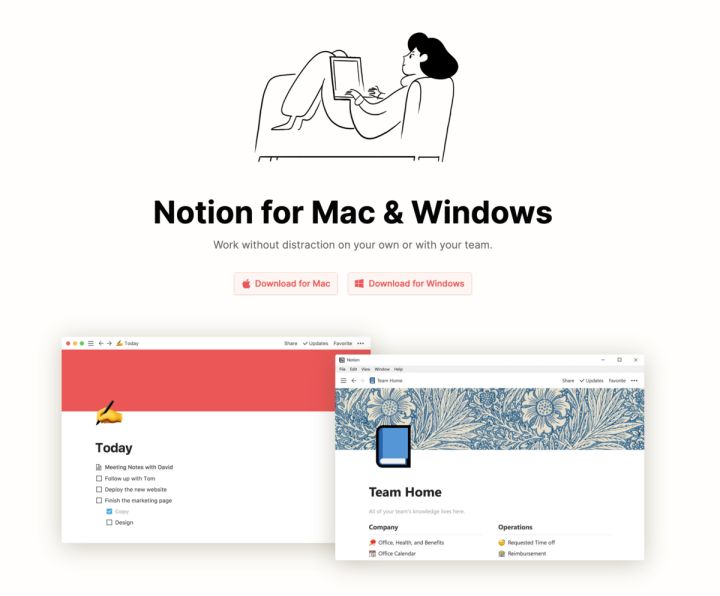 Notion for Mac & Windows
Work without distraction on your own or with your team.
Download for Mac
Download for Windows
Today
Share
Updates
Favorite
Today
Meeting Notes with David
Follow up with Tom
Deploy the new website
Finish the marketing page
Copy
Design
Notion
File Edit View Window Help
Team Home
Share
Updates
Favorite
Team Home
All of your team's knowledge lives here.
Company
Office, Health, and Benefits
Office Calendar
Operations
Requested Time off
Reimbursement